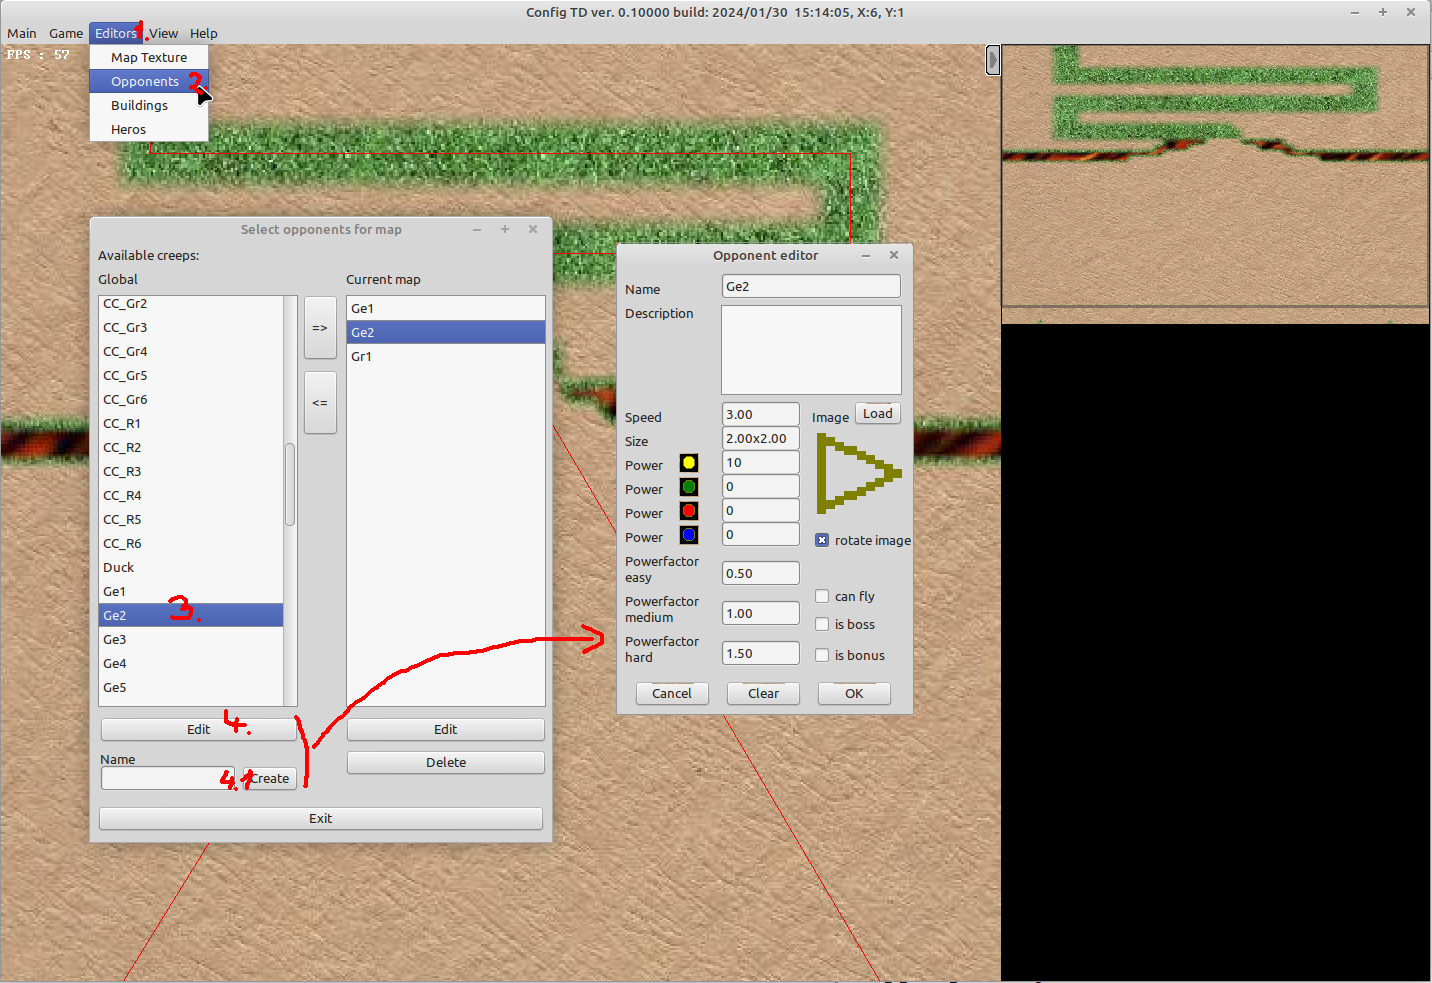 Config TD ver. 0.10000 build: 2024/01/30  15:14:05, X:6, Y:1
Main Game Editors 1. View Help
FPS : 57
Map Texture
Opponents 2.
Buildings
Heros
Select opponents for map
Available creeps:
Global
CC_Gr2
CC_Gr3
CC_Gr4
CC_Gr5
CC_Gr6
CC_R1
CC_R2
CC_R3
CC_R4
CC_R5
CC_R6
Duck
Ge1
Ge2 3.
Ge3
Ge4
Ge5
Edit 4.
Name
4.1 Create
=>
<=
Current map
Ge1
Ge2
Gr1
Edit
Delete
Exit
Opponent editor
Name Ge2
Description
Speed 3.00
Size 2.00x2.00
Power 10
Power 0
Power 0
Power 0
Powerfactor
easy 0.50
Powerfactor
medium 1.00
Powerfactor
hard 1.50
Image Load
rotate image
can fly
is boss
is bonus
Cancel Clear OK